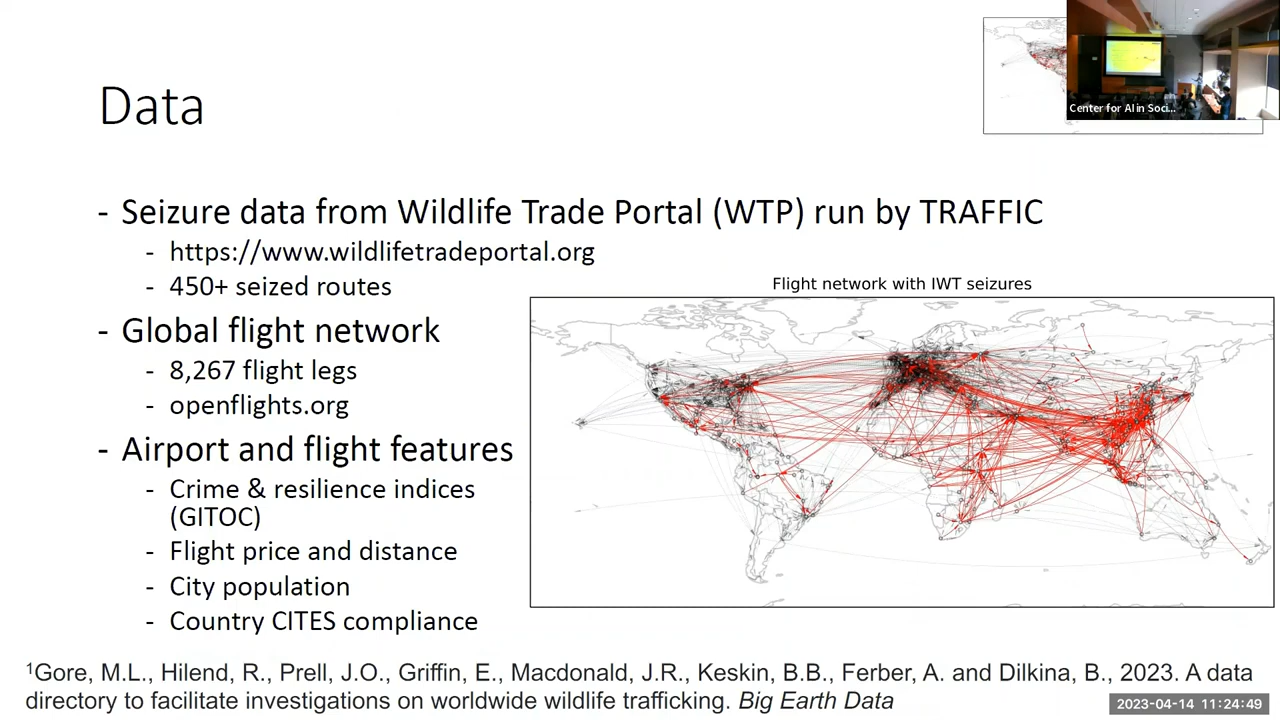 Data
Center for AI in Soci...
- Seizure data from Wildlife Trade Portal (WTP) run by TRAFFIC
- https://www.wildlifetradeportal.org
- 450+ seized routes
Flight network with IWT seizures
- Global flight network
- 8,267 flight legs
- openflights.org
- Airport and flight features
- Crime & resilience indices
(GITOC)
- Flight price and distance
- City population
- Country CITES compliance
¹Gore, M.L., Hilend, R., Prell, J.O., Griffin, E., Macdonald, J.R., Keskin, B.B., Ferber, A. and Dilkina, B., 2023. A data
directory to facilitate investigations on worldwide wildlife trafficking. Big Earth Data
2023-04-14 11:24:49